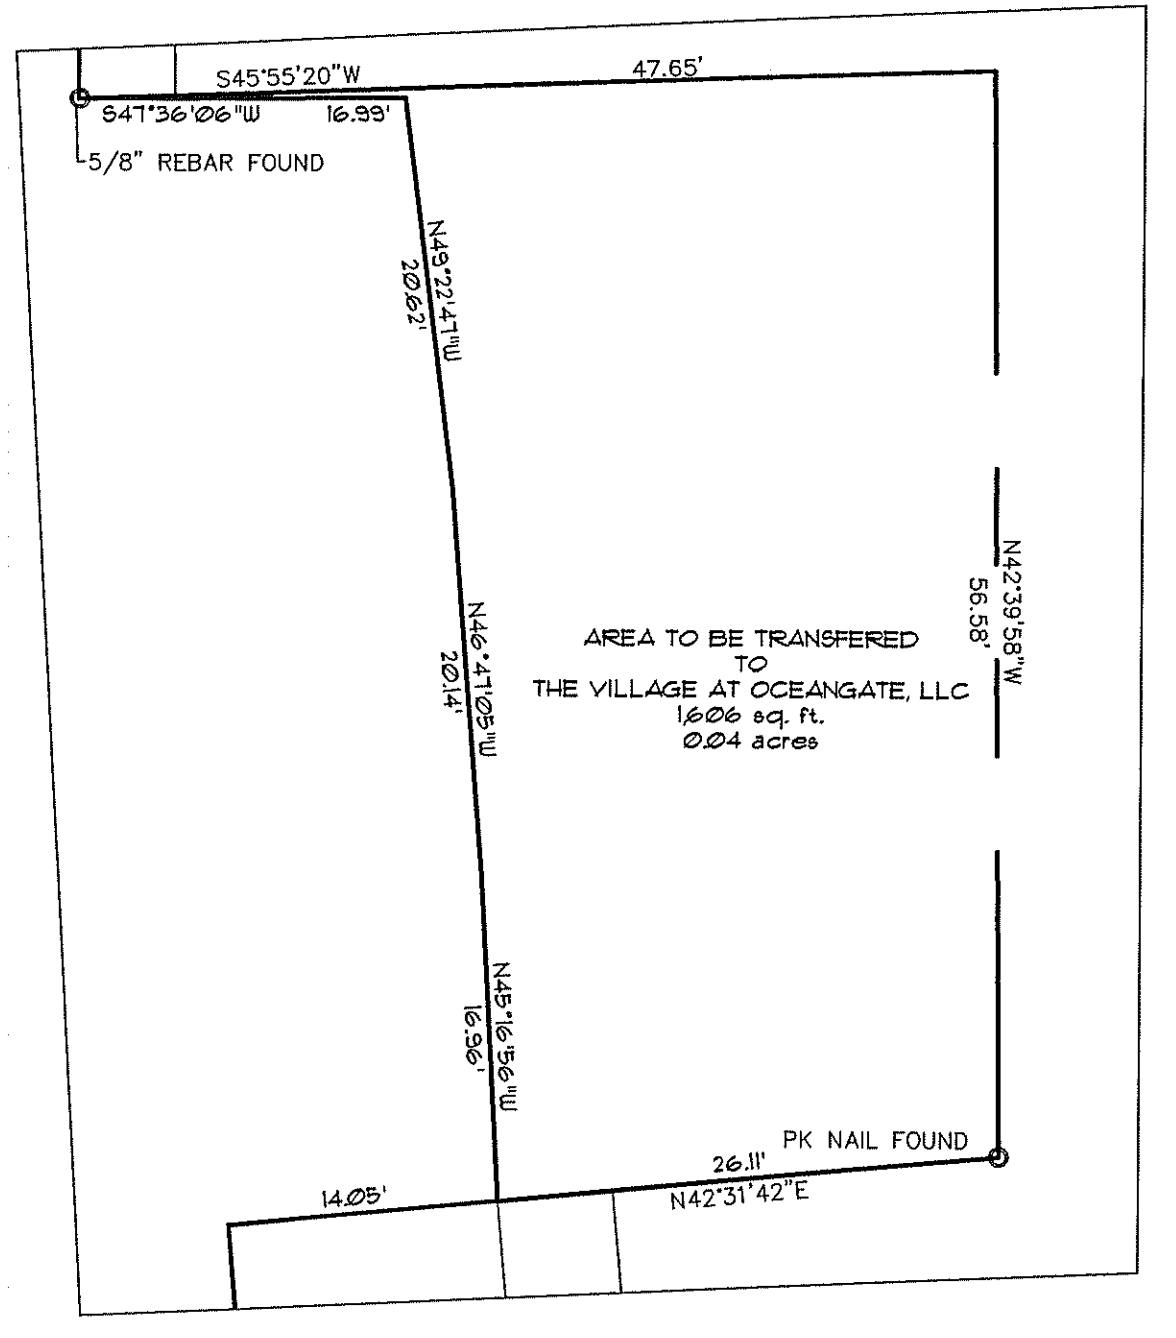 S45°55'20"W
47.65'
S47°36'06"W
16.99'
5/8" REBAR FOUND
N49°22'47"W
20.62'
N42°39'58"W
56.58'
N46°47'05"W
20.14'
AREA TO BE TRANSFERED
TO
THE VILLAGE AT OCEANGATE, LLC
1,606 sq. ft.
0.04 acres
N45°16'56"W
16.96'
PK NAIL FOUND
26.11'
N42°31'42"E
14.05'